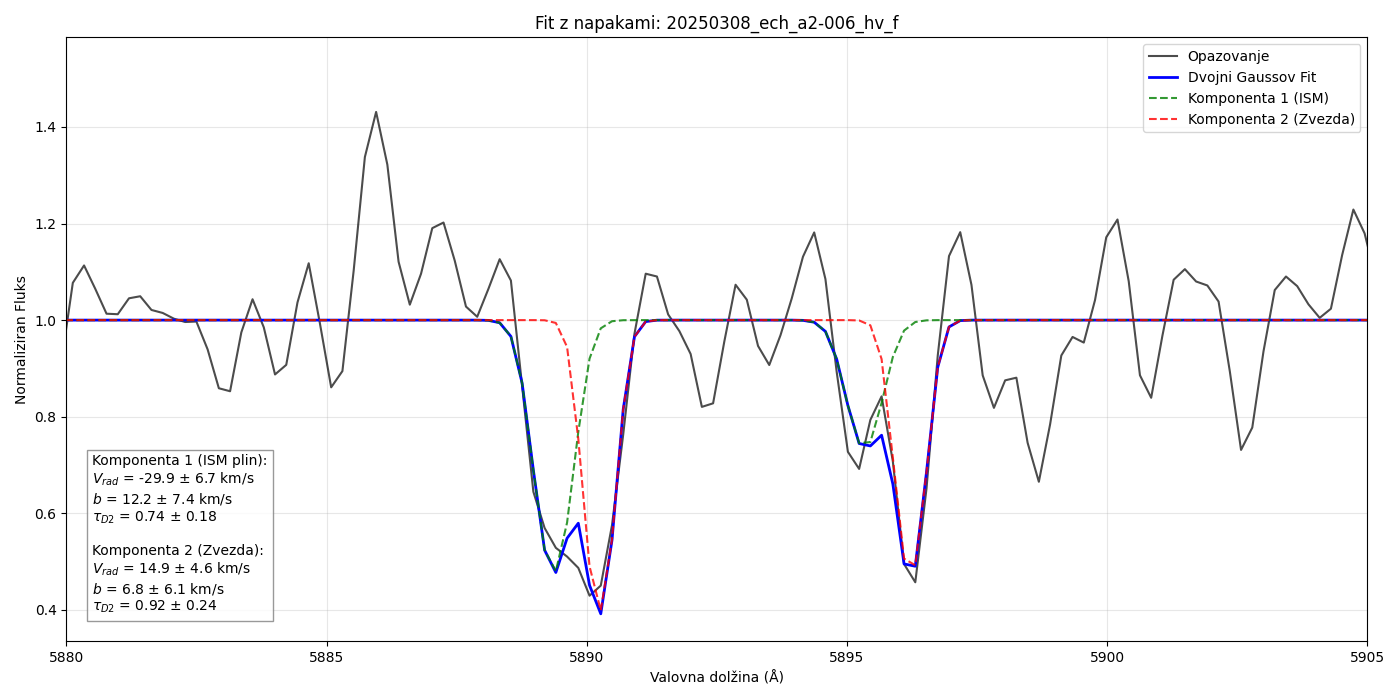 Fit z napakami: 20250308_ech_a2-006_hv_f
Opazovanje
Dvojni Gaussov Fit
Komponenta 1 (ISM)
Komponenta 2 (Zvezda)
Normaliziran Fluks
1.4
1.2
1.0
0.8
0.6
0.4
Komponenta 1 (ISM plin):
V_rad = -29.9 ± 6.7 km/s
b = 12.2 ± 7.4 km/s
τ_D2 = 0.74 ± 0.18
Komponenta 2 (Zvezda):
V_rad = 14.9 ± 4.6 km/s
b = 6.8 ± 6.1 km/s
τ_D2 = 0.92 ± 0.24
5880 5885 5890 5895 5900 5905
Valovna dolžina (Å)